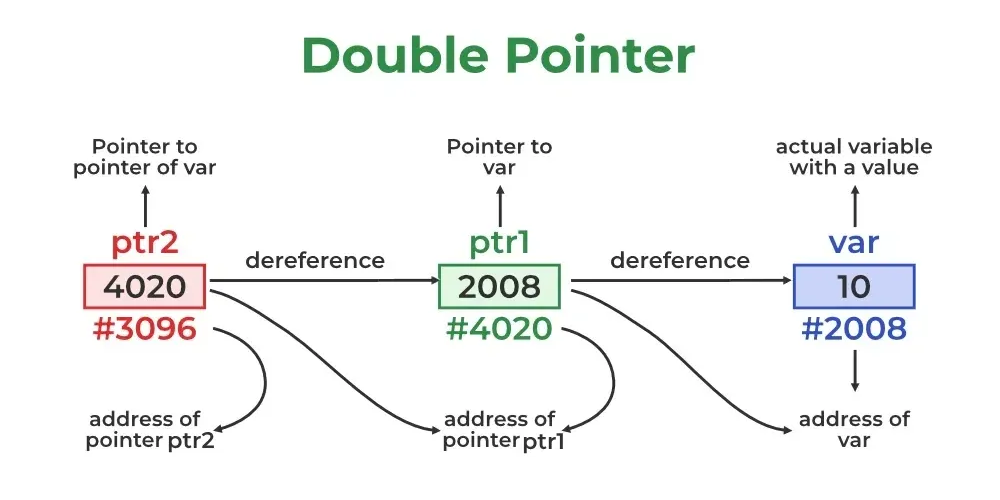 Double Pointer
Pointer to
pointer of var
Pointer to
var
actual variable
with a value
ptr2
ptr1
var
dereference
dereference
4020
2008
10
#3096
#4020
#2008
address of
pointer ptr2
address of
pointer ptr1
address of
var